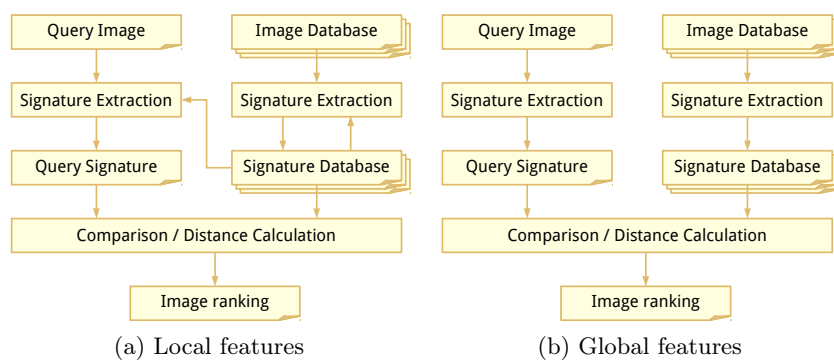 Query Image
Image Database
Signature Extraction
Signature Extraction
Query Signature
Signature Database
Comparison / Distance Calculation
Image ranking
(a) Local features
Query Image
Image Database
Signature Extraction
Signature Extraction
Query Signature
Signature Database
Comparison / Distance Calculation
Image ranking
(b) Global features